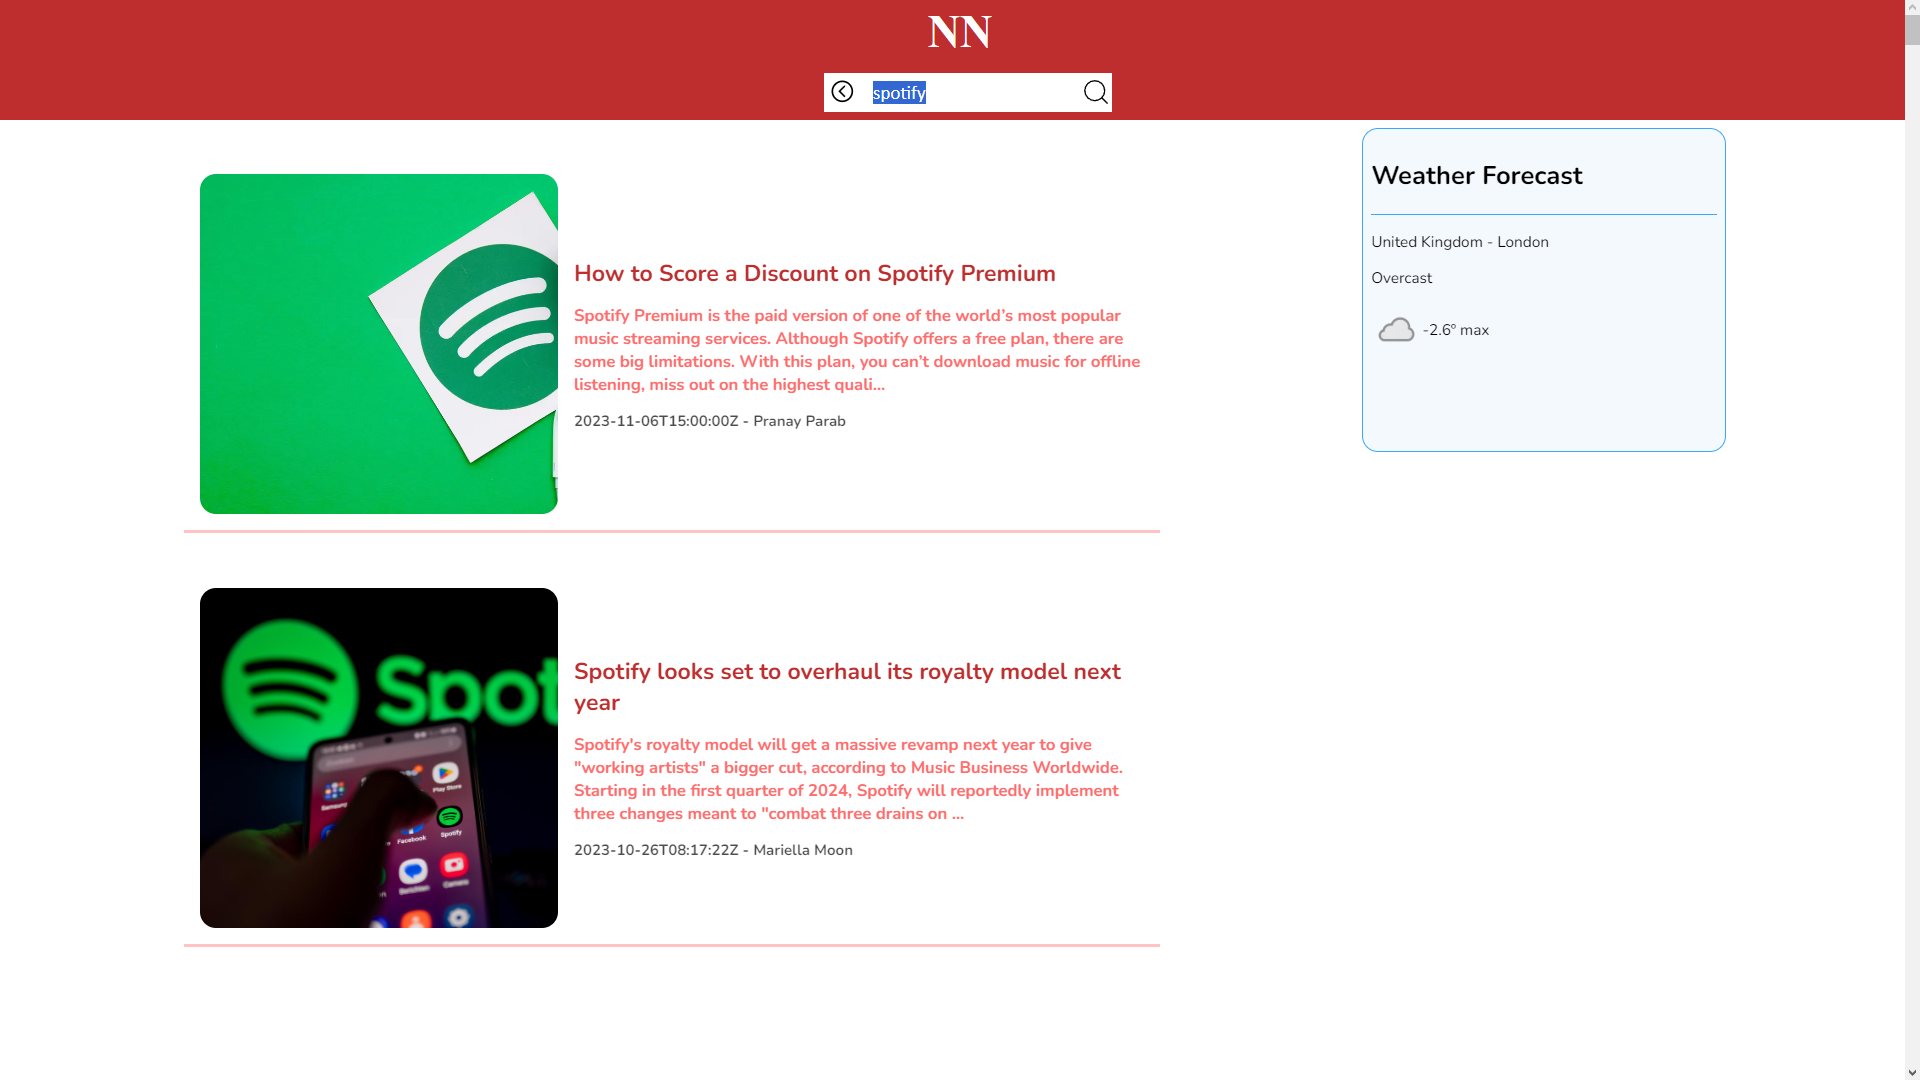 NN
spotify
How to Score a Discount on Spotify Premium
Spotify Premium is the paid version of one of the world’s most popular
music streaming services. Although Spotify offers a free plan, there are
some big limitations. With this plan, you can’t download music for offline
listening, miss out on the highest quali...
2023-11-06T15:00:00Z - Pranay Parab
Spot
Play Store
Samsung
Facebook
Spotify
Berichten
Camera
Spotify looks set to overhaul its royalty model next
year
Spotify's royalty model will get a massive revamp next year to give
"working artists" a bigger cut, according to Music Business Worldwide.
Starting in the first quarter of 2024, Spotify will reportedly implement
three changes meant to "combat three drains on ...
2023-10-26T08:17:22Z - Mariella Moon
Weather Forecast
United Kingdom - London
Overcast
-2.6º max